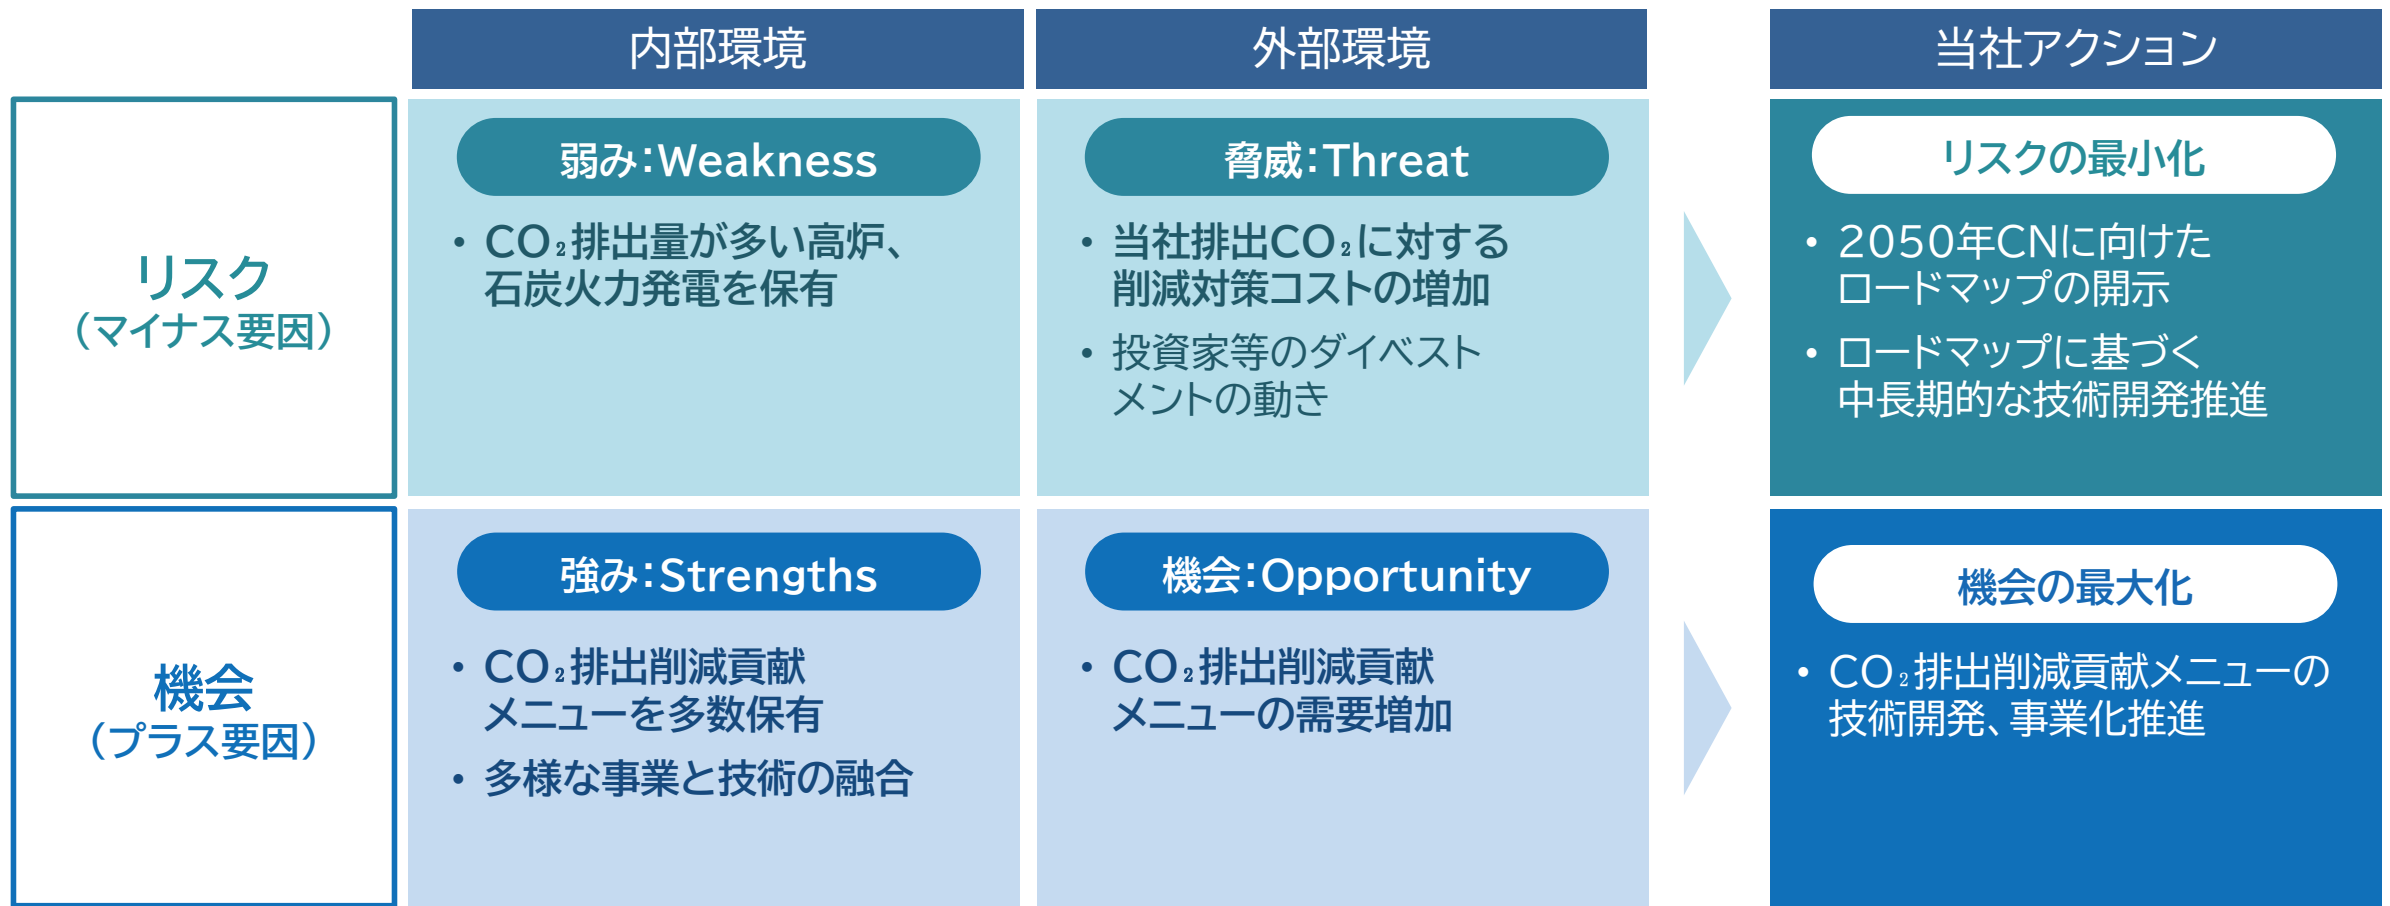 内部環境
外部環境
当社アクション
リスク
（マイナス要因）
弱み：Weakness
・CO₂排出量が多い高炉、
石炭火力発電を保有
脅威：Threat
・当社排出CO₂に対する
削減対策コストの増加
・投資家等のダイベスト
メントの動き
リスクの最小化
・2050年CNに向けた
ロードマップの開示
・ロードマップに基づく
中長期的な技術開発推進
機会
（プラス要因）
強み：Strengths
・CO₂排出削減貢献
メニューを多数保有
・多様な事業と技術の融合
機会：Opportunity
・CO₂排出削減貢献
メニューの需要増加
機会の最大化
・CO₂排出削減貢献メニューの
技術開発、事業化推進